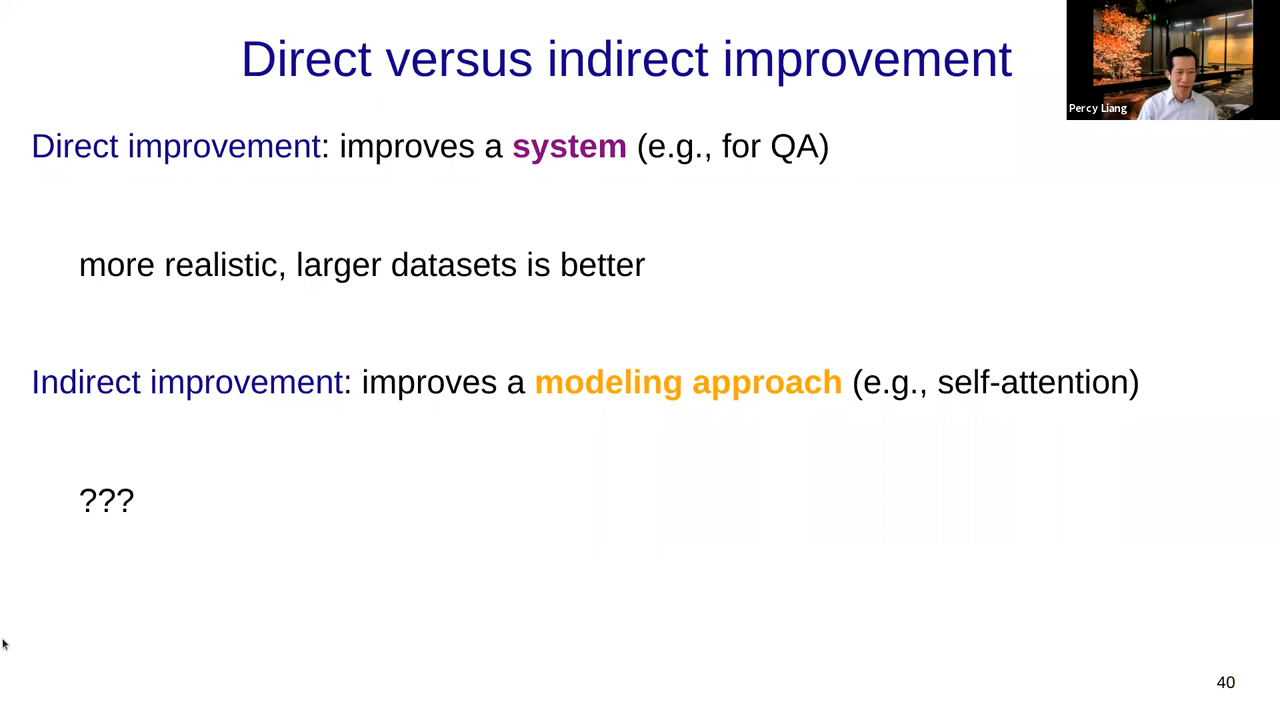 Direct versus indirect improvement
Percy Liang
Direct improvement: improves a system (e.g., for QA)
more realistic, larger datasets is better
Indirect improvement: improves a modeling approach (e.g., self-attention)
???
40